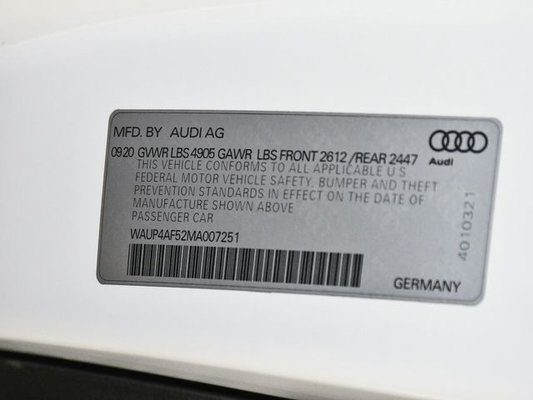 MFD. BY AUDI AG
0920 GVWR LBS 4905 GAWR LBS FRONT 2612 /REAR 2447
THIS VEHICLE CONFORMS TO ALL APPLICABLE U S
FEDERAL MOTOR VEHICLE SAFETY, BUMPER AND THEFT
PREVENTION STANDARDS IN EFFECT ON THE DATE OF
MANUFACTURE SHOWN ABOVE
PASSENGER CAR
WAUP4AF52MA007251
Audi
4010321
GERMANY